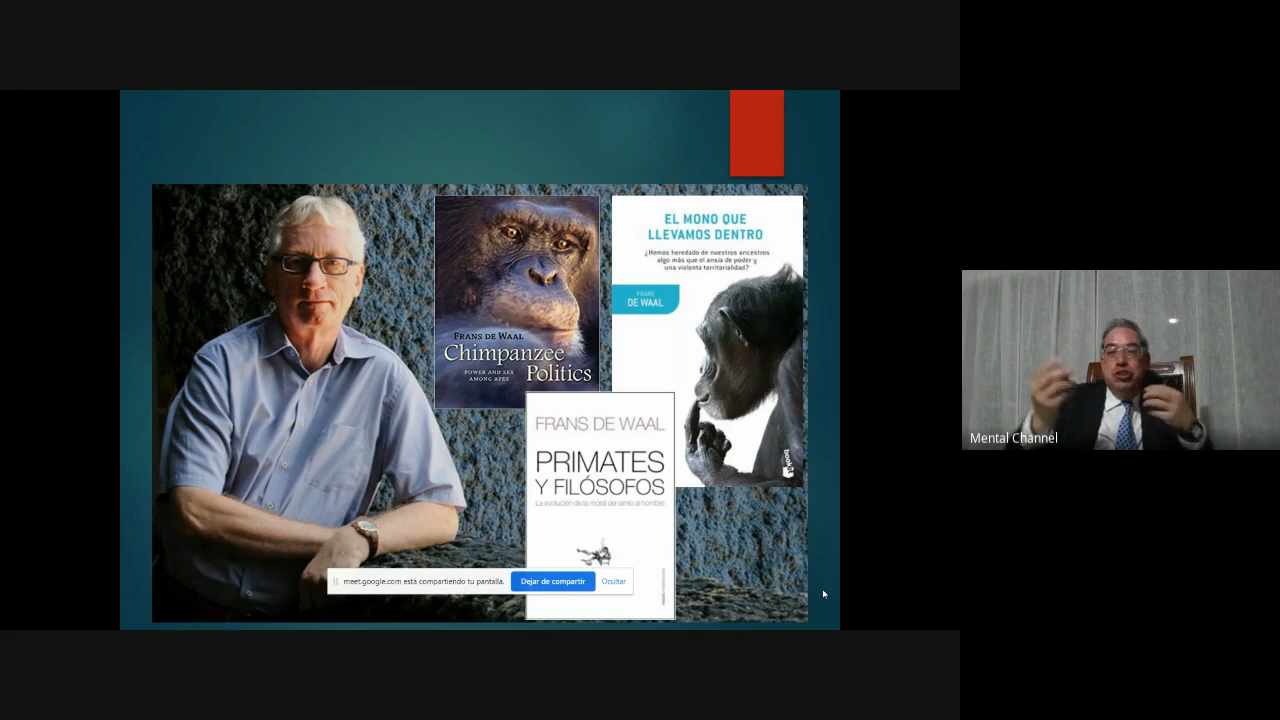 FRANS DE WAAL
Chimpanzee
Politics
POWER AND SEX
AMONG APES
EL MONO QUE
LLEVAMOS DENTRO
¿Hemos heredado de nuestros ancestros
algo más que el ansia de poder y
una violenta territorialidad?
FRANS
DE WAAL
booket
FRANS DE WAAL
PRIMATES
Y FILÓSOFOS
La evolución de la moral del simio al hombre
meet.google.com está compartiendo tu pantalla.
Dejar de compartir
Ocultar
Mental Channel